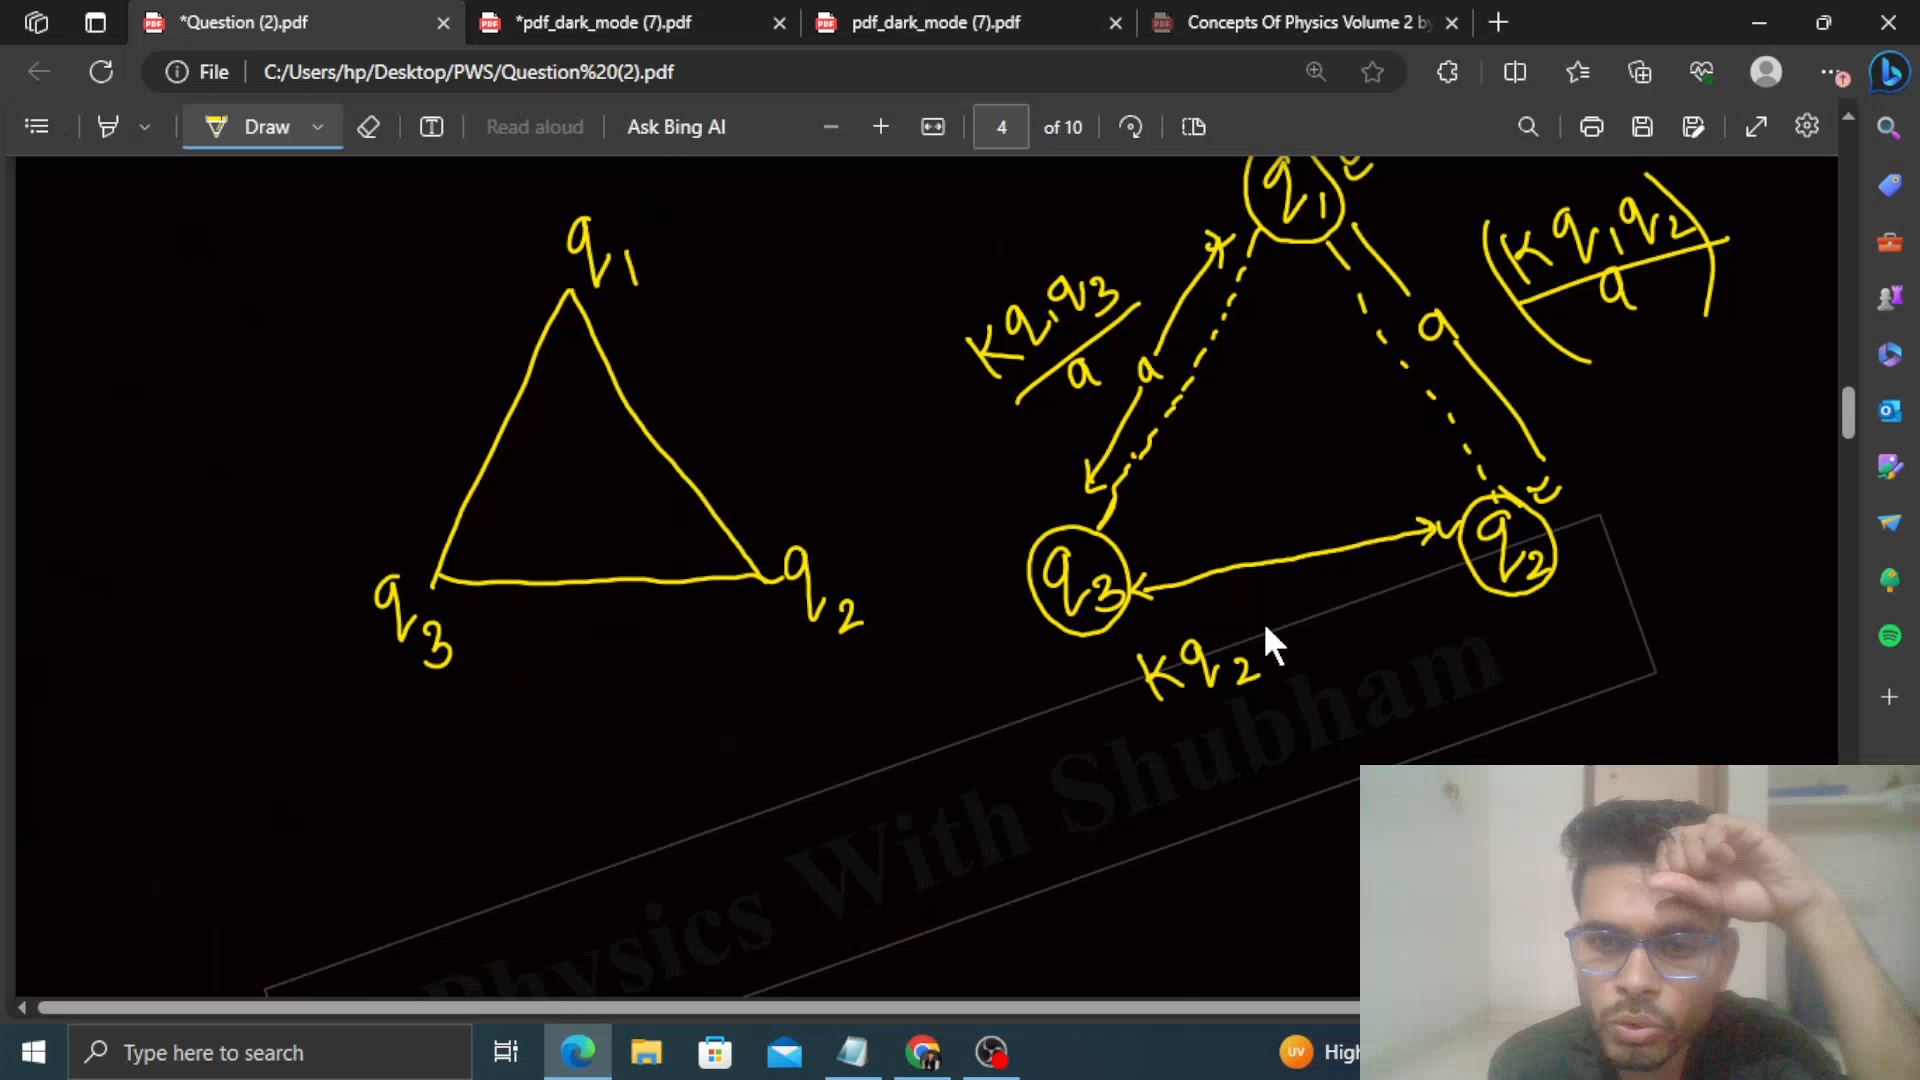 *Question (2).pdf
*pdf_dark_mode (7).pdf
pdf_dark_mode (7).pdf
Concepts Of Physics Volume 2 by
File
C:/Users/hp/Desktop/PWS/Question%20(2).pdf
Draw
Read aloud
Ask Bing AI
4
of 10
q1
q2
q3
q1
q2
q3
Kq1q3
a
a
a
(Kq1q2)
a
Kq2
Physics With Shubham
Type here to search
UV
High